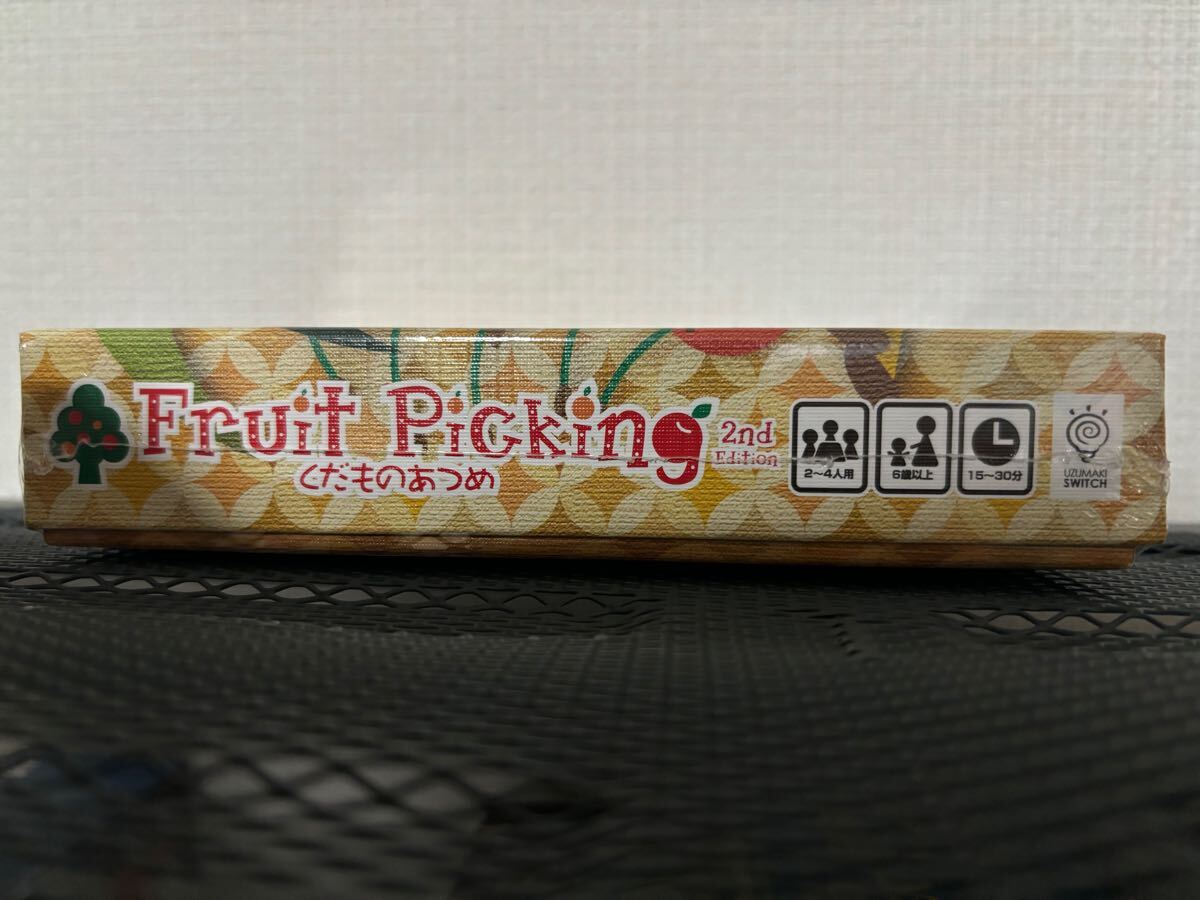 Fruit Picking
2nd
Edition
くだものあつめ
2〜4人用
6歳以上
15〜30分
UZUMAKI
SWITCH